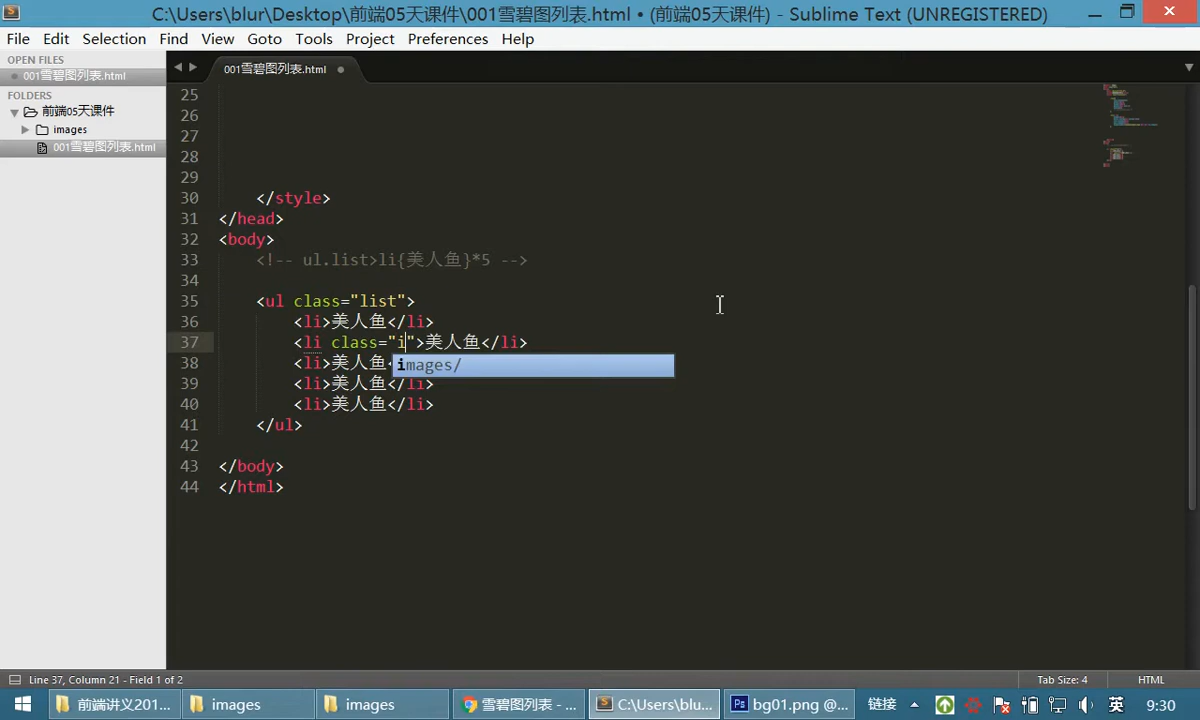 C:\Users\blur\Desktop\前端05天课件\001雪碧图列表.html • (前端05天课件) - Sublime Text (UNREGISTERED)
File Edit Selection Find View Goto Tools Project Preferences Help
OPEN FILES
001雪碧图列表.html
FOLDERS
前端05天课件
images
001雪碧图列表.html
001雪碧图列表.html
25
26
27
28
29
30 </style>
31 </head>
32 <body>
33 <!-- ul.list>li{美人鱼}*5 -->
34
35 <ul class="list">
36 <li>美人鱼</li>
37 <li class="i">美人鱼</li>
images/
38 <li>美人鱼
39 <li>美人鱼</li>
40 <li>美人鱼</li>
41 </ul>
42
43 </body>
44 </html>
Line 37, Column 21 - Field 1 of 2
Tab Size: 4
HTML
前端讲义201...
images
images
雪碧图列表 - ...
C:\Users\blur...
bg01.png @...
链接
英
9:30